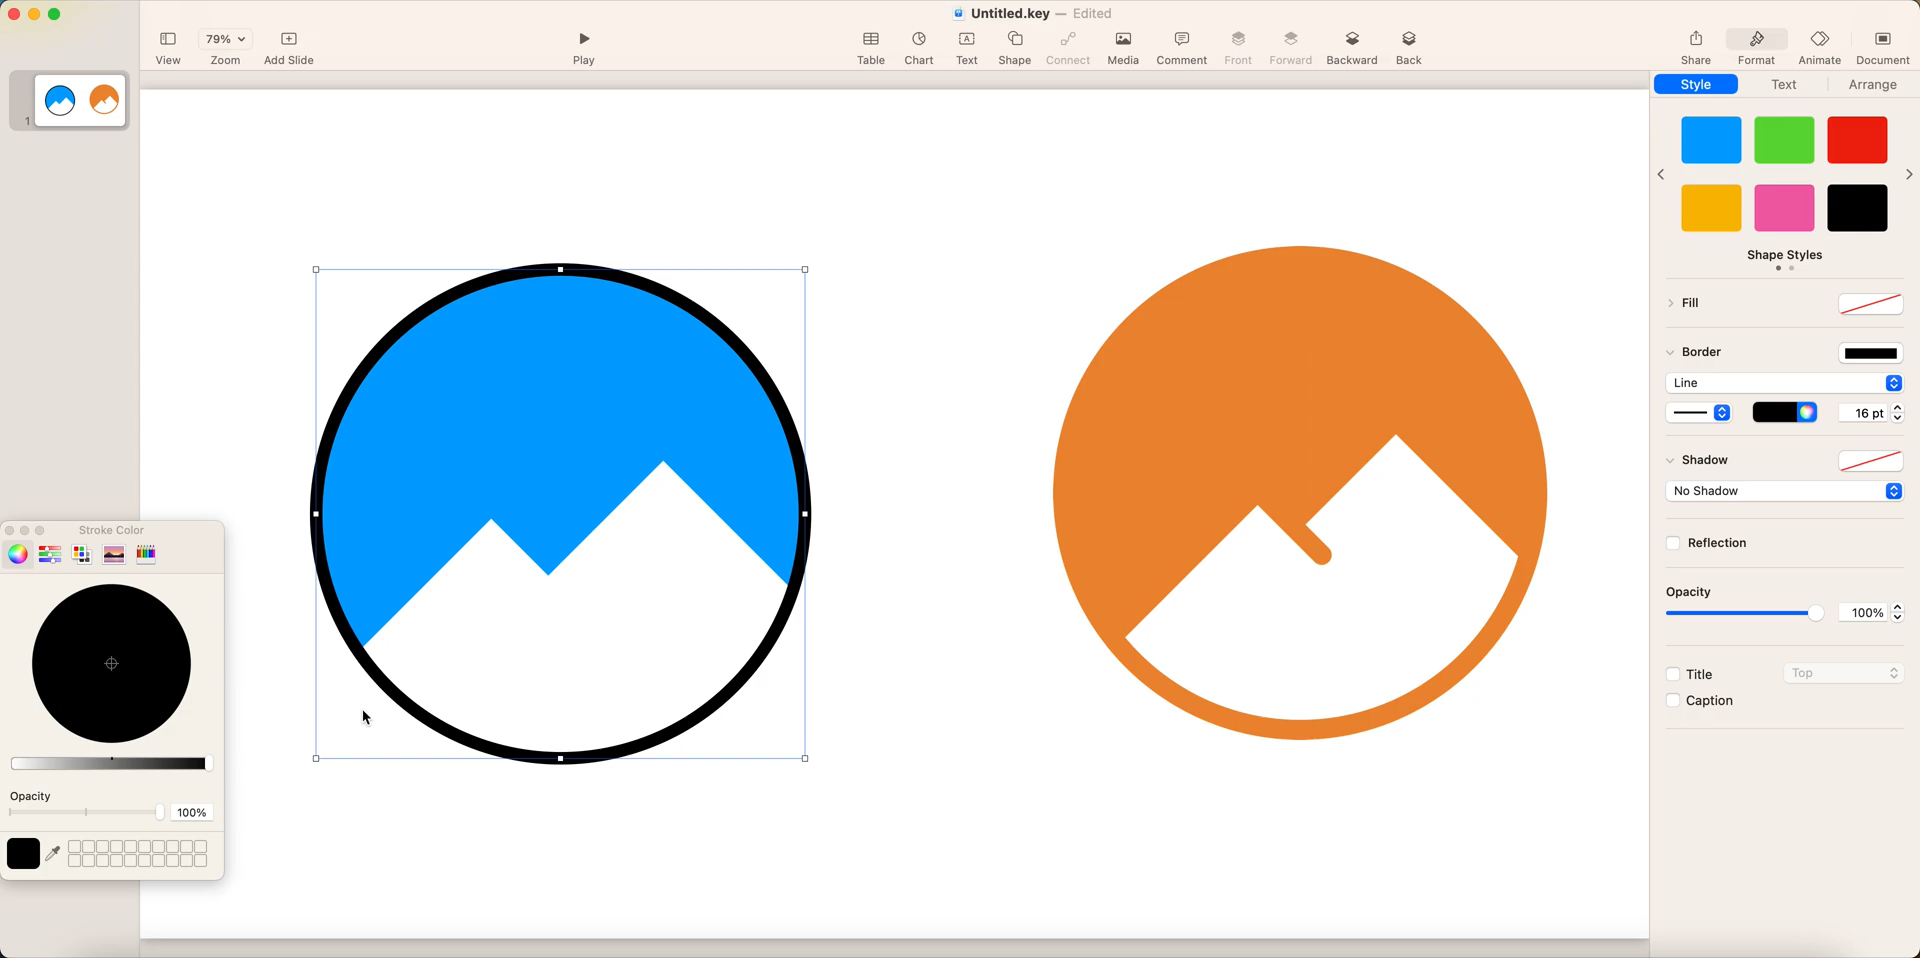 Untitled.key — Edited
79%
View
Zoom
Add Slide
Play
Table
Chart
Text
Shape
Connect
Media
Comment
Front
Forward
Backward
Back
Share
Format
Animate
Document
1
Style
Text
Arrange
Shape Styles
Fill
Border
Line
16 pt
Shadow
No Shadow
Reflection
Opacity
100%
Title
Top
Caption
Stroke Color
Opacity
100%